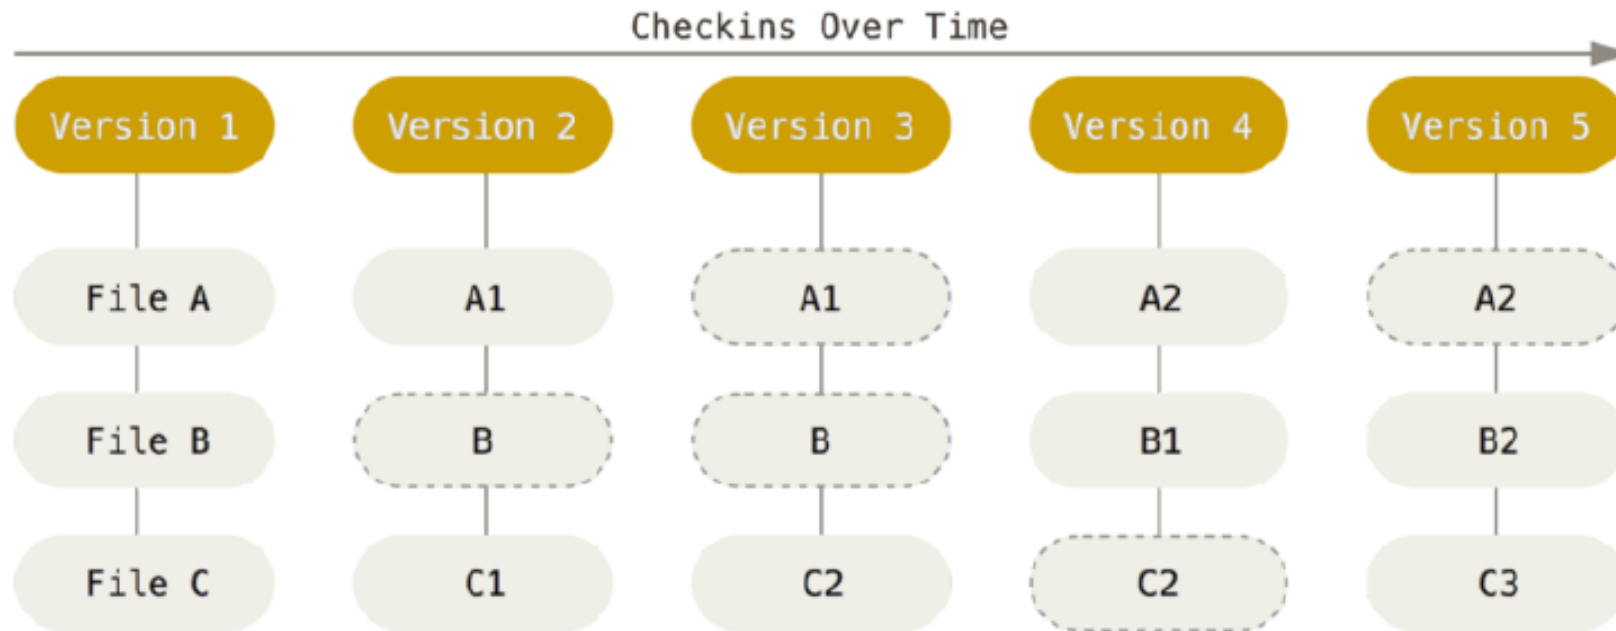 Checkins Over Time
Version 1 Version 2 Version 3 Version 4 Version 5
File A A1 A1 A2 A2
File B B B B1 B2
File C C1 C2 C2 C3